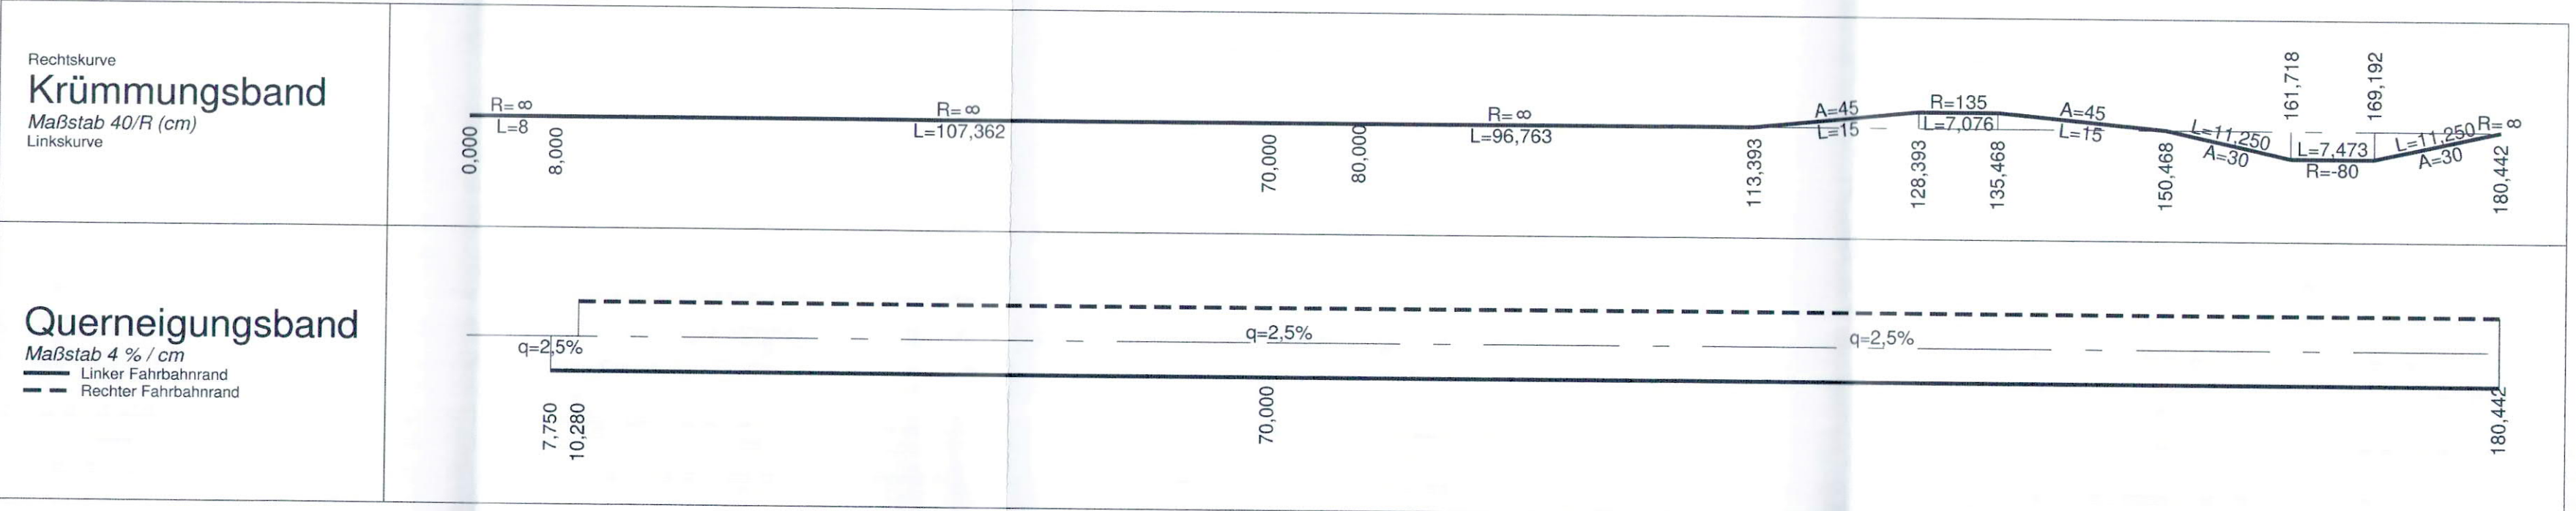 Rechtskurve
Krümmungsband
Maßstab 40/R (cm)
Linkskurve
R= ∞
L=8
0,000
8,000
R= ∞
L=107,362
70,000
80,000
R= ∞
L=96,763
113,393
A=45
L=15
128,393
R=135
L=7,076
135,468
A=45
L=15
150,468
L=11,250
A=30
161,718
L=7,473
R=-80
169,192
L=11,250
A=30
R= ∞
180,442
Querneigungsband
Maßstab 4 % / cm
Linker Fahrbahnrand
Rechter Fahrbahnrand
q=2,5%
7,750
10,280
q=2,5%
70,000
q=2,5%
180,442